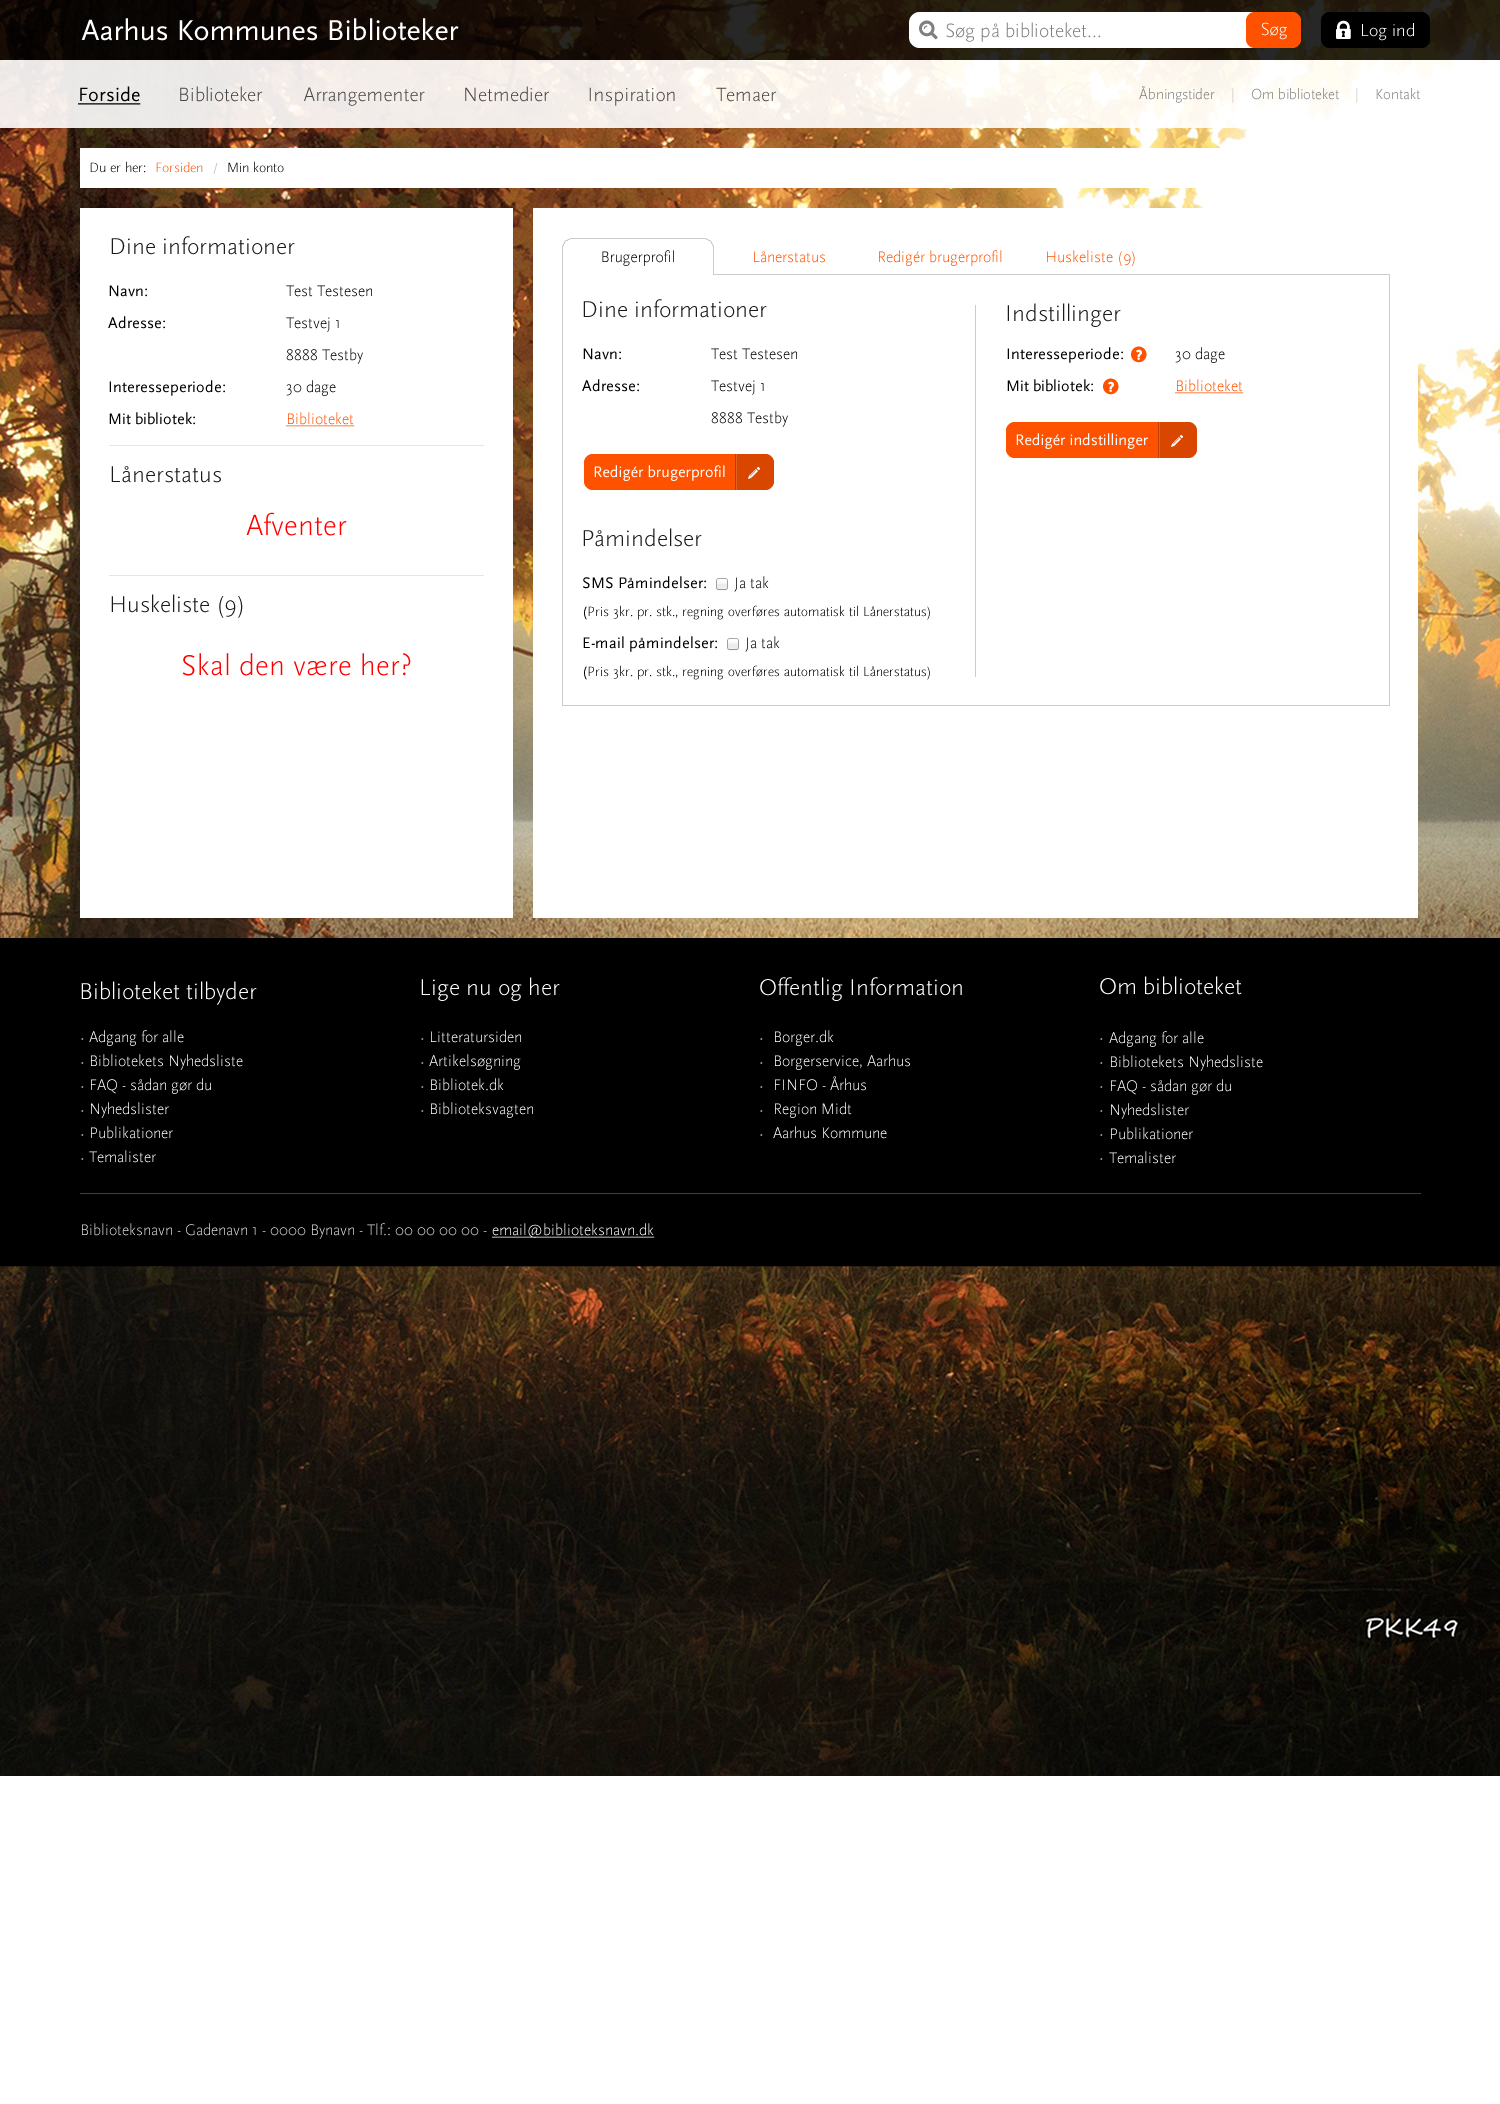 Aarhus Kommunes Biblioteker
Søg på biblioteket...
Søg
Log ind
Forside Biblioteker Arrangementer Netmedier Inspiration Temaer
Åbningstider | Om biblioteket | Kontakt
Du er her: Forsiden / Min konto
Dine informationer
Navn: Test Testesen
Adresse: Testvej 1
8888 Testby
Interesseperiode: 30 dage
Mit bibliotek: Biblioteket
Lånerstatus
Afventer
Huskeliste (9)
Skal den være her?
Brugerprofil Lånerstatus Redigér brugerprofil Huskeliste (9)
Dine informationer
Navn: Test Testesen
Adresse: Testvej 1
8888 Testby
Redigér brugerprofil
Påmindelser
SMS Påmindelser: Ja tak
(Pris 3kr. pr. stk., regning overføres automatisk til Lånerstatus)
E-mail påmindelser: Ja tak
(Pris 3kr. pr. stk., regning overføres automatisk til Lånerstatus)
Indstillinger
Interesseperiode: ? 30 dage
Mit bibliotek: ? Biblioteket
Redigér indstillinger
Biblioteket tilbyder
· Adgang for alle
· Bibliotekets Nyhedsliste
· FAQ - sådan gør du
· Nyhedslister
· Publikationer
· Temalister
Lige nu og her
· Litteratursiden
· Artikelsøgning
· Bibliotek.dk
· Biblioteksvagten
Offentlig Information
· Borger.dk
· Borgerservice, Aarhus
· FINFO - Århus
· Region Midt
· Aarhus Kommune
Om biblioteket
· Adgang for alle
· Bibliotekets Nyhedsliste
· FAQ - sådan gør du
· Nyhedslister
· Publikationer
· Temalister
Biblioteksnavn - Gadenavn 1 - 0000 Bynavn - Tlf.: 00 00 00 00 - email@biblioteksnavn.dk
PKK49